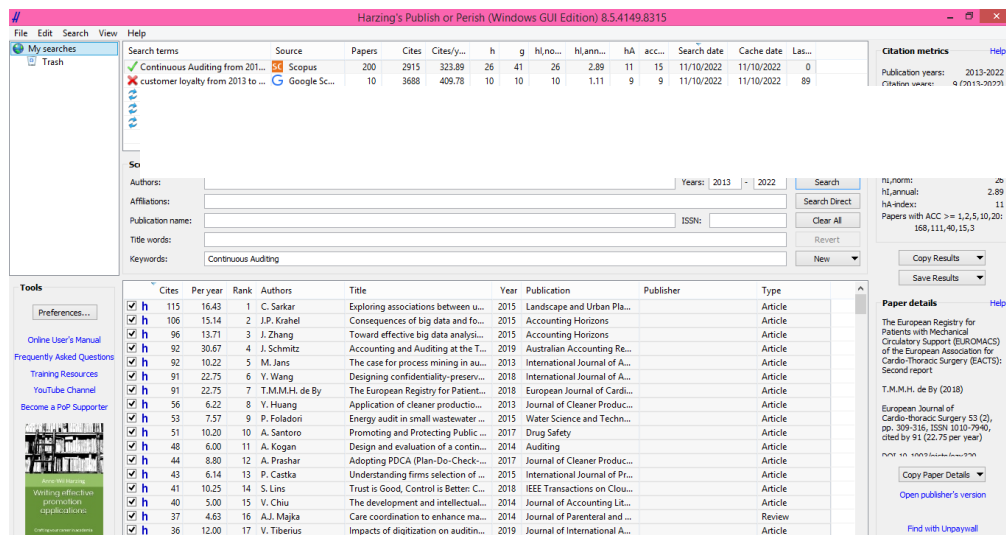 Harzing's Publish or Perish (Windows GUI Edition) 8.5.4149.8315
File Edit Search View Help
My searches
Trash
Search terms Source Papers Cites Cites/y... h g hI,no... hI,ann... hA acc... Search date Cache date Las...
Continuous Auditing from 201... Scopus 200 2915 323.89 26 41 26 2.89 11 15 11/10/2022 11/10/2022 0
customer loyalty from 2013 to ... Google Sc... 10 3688 409.78 10 10 10 1.11 9 9 11/10/2022 11/10/2022 89
Authors: Years: 2013 - 2022 Search
Affiliations: Search Direct
Publication name: ISSN: Clear All
Title words: Revert
Keywords: Continuous Auditing New
Citation metrics Help
Publication years: 2013-2022
Citation years: 9 (2013-2022)
hI,norm: 26
hI,annual: 2.89
hA-index: 11
Papers with ACC >= 1,2,5,10,20:
168,111,40,15,3
Copy Results
Save Results
Tools
Preferences...
Online User's Manual
Frequently Asked Questions
Training Resources
YouTube Channel
Become a PoP Supporter
Anne-Wil Harzing
Writing effective
promotion
applications
Cites Per year Rank Authors Title Year Publication Publisher Type
h 115 16.43 1 C. Sarkar Exploring associations between u... 2015 Landscape and Urban Pla... Article
h 106 15.14 2 J.P. Krahel Consequences of big data and fo... 2015 Accounting Horizons Article
h 96 13.71 3 J. Zhang Toward effective big data analysi... 2015 Accounting Horizons Article
h 92 30.67 4 J. Schmitz Accounting and Auditing at the T... 2019 Australian Accounting Re... Article
h 92 10.22 5 M. Jans The case for process mining in au... 2013 International Journal of A... Article
h 91 22.75 6 Y. Wang Designing confidentiality-preserv... 2018 International Journal of A... Article
h 91 22.75 7 T.M.M.H. de By The European Registry for Patient... 2018 European Journal of Cardi... Article
h 56 6.22 8 Y. Huang Application of cleaner productio... 2013 Journal of Cleaner Produc... Article
h 53 7.57 9 P. Foladori Energy audit in small wastewater ... 2015 Water Science and Techn... Article
h 51 10.20 10 A. Santoro Promoting and Protecting Public ... 2017 Drug Safety Article
h 48 6.00 11 A. Kogan Design and evaluation of a contin... 2014 Auditing Article
h 44 8.80 12 A. Prashar Adopting PDCA (Plan-Do-Check-... 2017 Journal of Cleaner Produc... Article
h 43 6.14 13 P. Castka Understanding firms selection of ... 2015 International Journal of Pr... Article
h 41 10.25 14 S. Lins Trust is Good, Control is Better: C... 2018 IEEE Transactions on Clou... Article
h 40 5.00 15 V. Chiu The development and intellectual... 2014 Journal of Accounting Lit... Article
h 37 4.63 16 A.J. Majka Care coordination to enhance ma... 2014 Journal of Parenteral and ... Review
h 36 12.00 17 V. Tiberius Impacts of digitization on auditin... 2019 Journal of International A... Article
Paper details Help
The European Registry for
Patients with Mechanical
Circulatory Support (EUROMACS)
of the European Association for
Cardio-Thoracic Surgery (EACTS):
Second report
T.M.M.H. de By (2018)
European Journal of
Cardio-thoracic Surgery 53 (2),
pp. 309-316, ISSN 1010-7940,
cited by 91 (22.75 per year)
Copy Paper Details
Open publisher's version
Find with Unpaywall